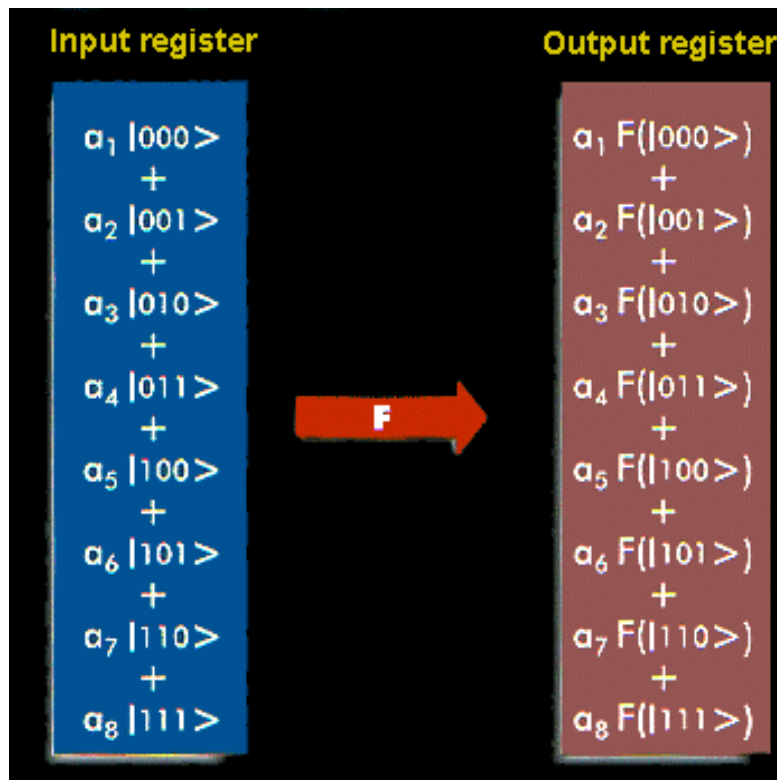 Input register
a₁ |000>
+
a₂ |001>
+
a₃ |010>
+
a₄ |011>
+
a₅ |100>
+
a₆ |101>
+
a₇ |110>
+
a₈ |111>
F
Output register
a₁ F(|000>)
+
a₂ F(|001>)
+
a₃ F(|010>)
+
a₄ F(|011>)
+
a₅ F(|100>)
+
a₆ F(|101>)
+
a₇ F(|110>)
+
a₈ F(|111>)